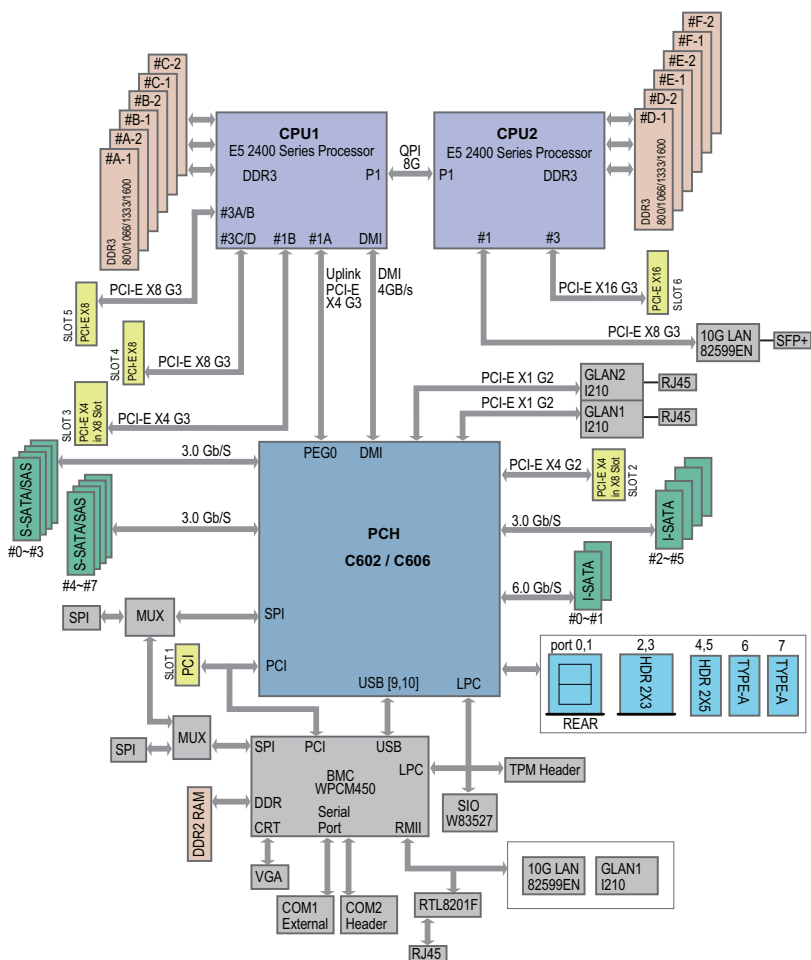 #C-2
#C-1
#B-2
#B-1
#A-2
#A-1
DDR3
800/1066/1333/1600
CPU1
E5 2400 Series Processor
DDR3
P1
#3A/B
#3C/D
#1B
#1A
DMI
QPI
8G
CPU2
E5 2400 Series Processor
P1
DDR3
#1
#3
#F-2
#F-1
#E-2
#E-1
#D-2
#D-1
DDR3
800/1066/1333/1600
SLOT 5
PCI-E X8
PCI-E X8 G3
SLOT 4
PCI-E X8
PCI-E X8 G3
SLOT 3
PCI-E X4
in X8 Slot
PCI-E X4 G3
Uplink
PCI-E
X4 G3
DMI
4GB/s
PCI-E X16 G3
PCI-E X16
SLOT 6
PCI-E X8 G3
10G LAN
82599EN
SFP+
PCI-E X1 G2
GLAN2
I210
RJ45
PCI-E X1 G2
GLAN1
I210
RJ45
3.0 Gb/S
S-SATA/SAS
#0~#3
3.0 Gb/S
S-SATA/SAS
#4~#7
PEG0
DMI
PCH
C602 / C606
SPI
PCI
USB [9,10]
LPC
PCI-E X4 G2
PCI-E X4
in X8 Slot
SLOT 2
3.0 Gb/S
I-SATA
#2~#5
6.0 Gb/S
I-SATA
#0~#1
SPI
MUX
SLOT 1
PCI
port 0,1
2,3
4,5
6
7
REAR
HDR 2X3
HDR 2X5
TYPE-A
TYPE-A
SPI
MUX
SPI
PCI
USB
LPC
BMC
WPCM450
DDR
Serial
Port
CRT
RMII
DDR2 RAM
TPM Header
SIO
W83527
VGA
COM1
External
COM2
Header
RTL8201F
RJ45
10G LAN
82599EN
GLAN1
I210